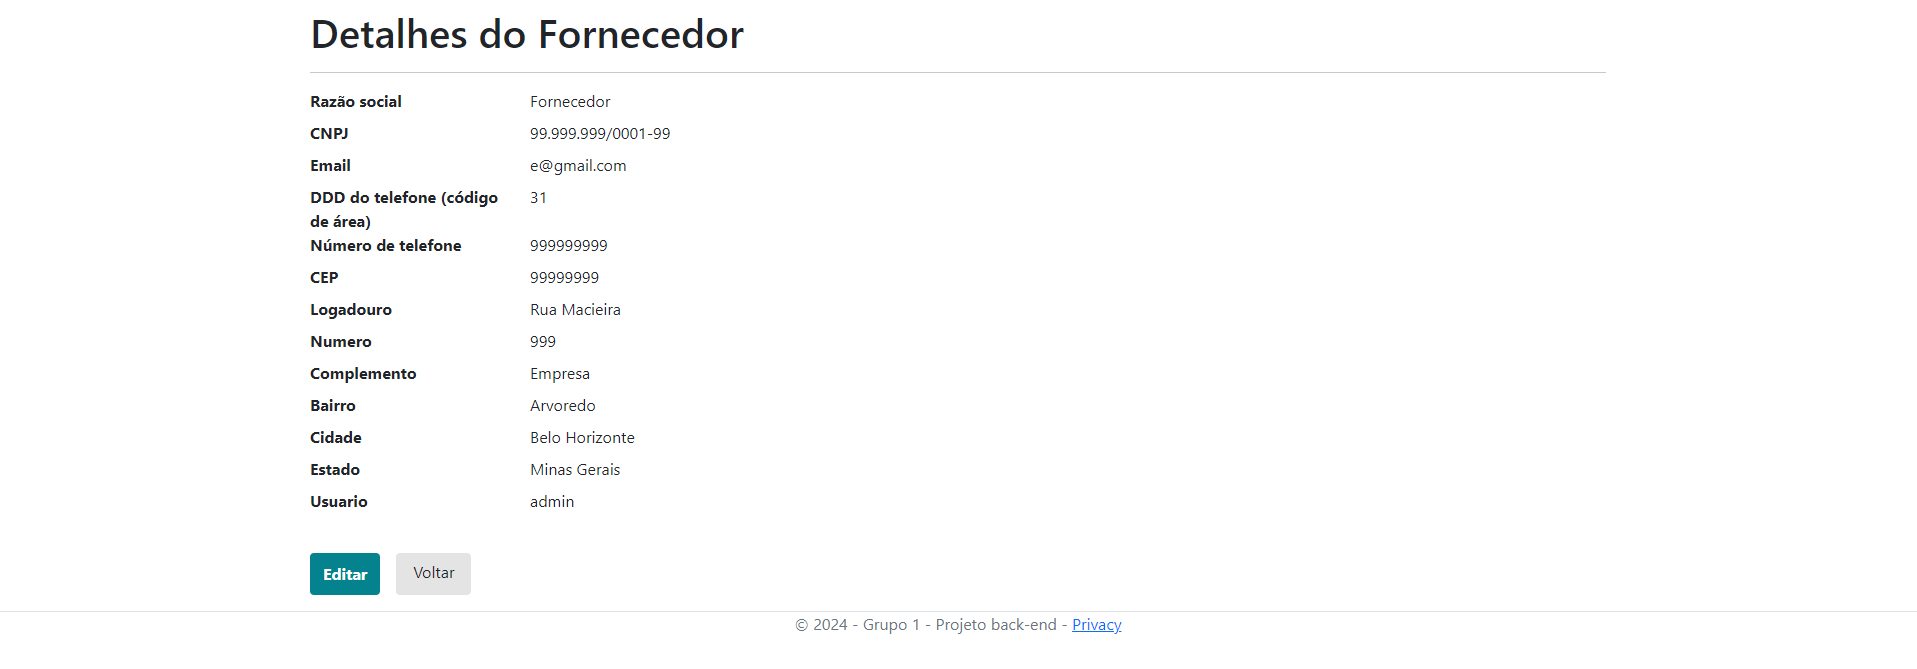 Detalhes do Fornecedor
Razão social Fornecedor
CNPJ 99.999.999/0001-99
Email e@gmail.com
DDD do telefone (código 31
de área)
Número de telefone 999999999
CEP 99999999
Logadouro Rua Macieira
Numero 999
Complemento Empresa
Bairro Arvoredo
Cidade Belo Horizonte
Estado Minas Gerais
Usuario admin
Editar Voltar
© 2024 - Grupo 1 - Projeto back-end - Privacy